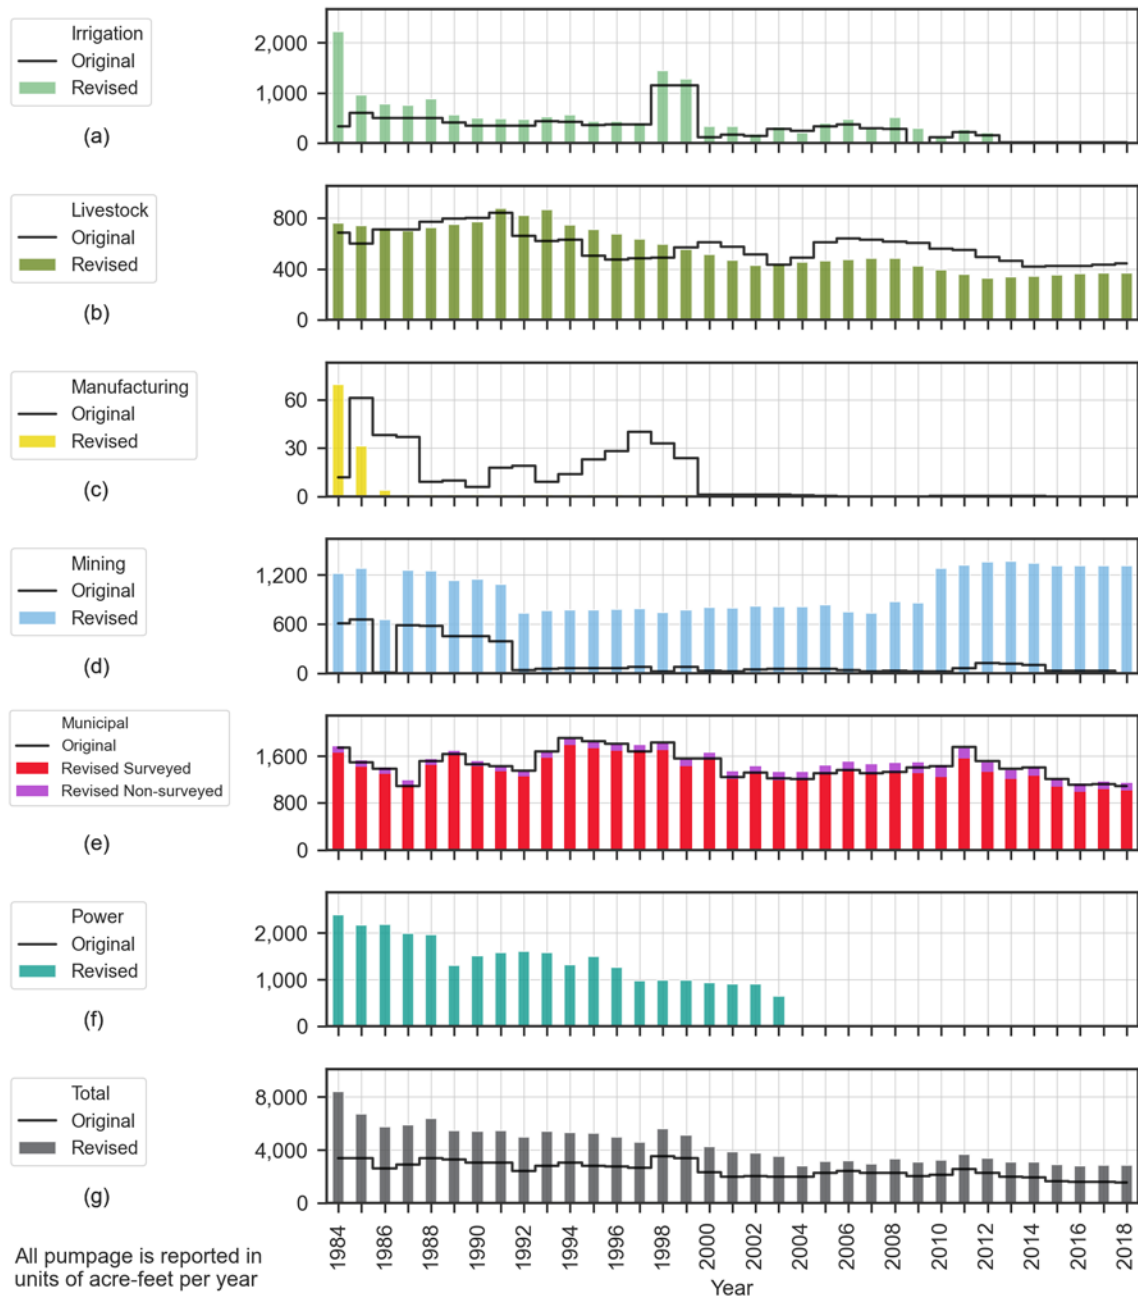 Irrigation
Original
Revised
(a)
2,000
1,000
0
Livestock
Original
Revised
(b)
800
400
0
Manufacturing
Original
Revised
(c)
60
30
0
Mining
Original
Revised
(d)
1,200
600
0
Municipal
Original
Revised Surveyed
Revised Non-surveyed
(e)
1,600
800
0
Power
Original
Revised
(f)
2,000
1,000
0
Total
Original
Revised
(g)
8,000
4,000
0
1984
1986
1988
1990
1992
1994
1996
1998
2000
2002
2004
2006
2008
2010
2012
2014
2016
2018
Year
All pumpage is reported in
units of acre-feet per year